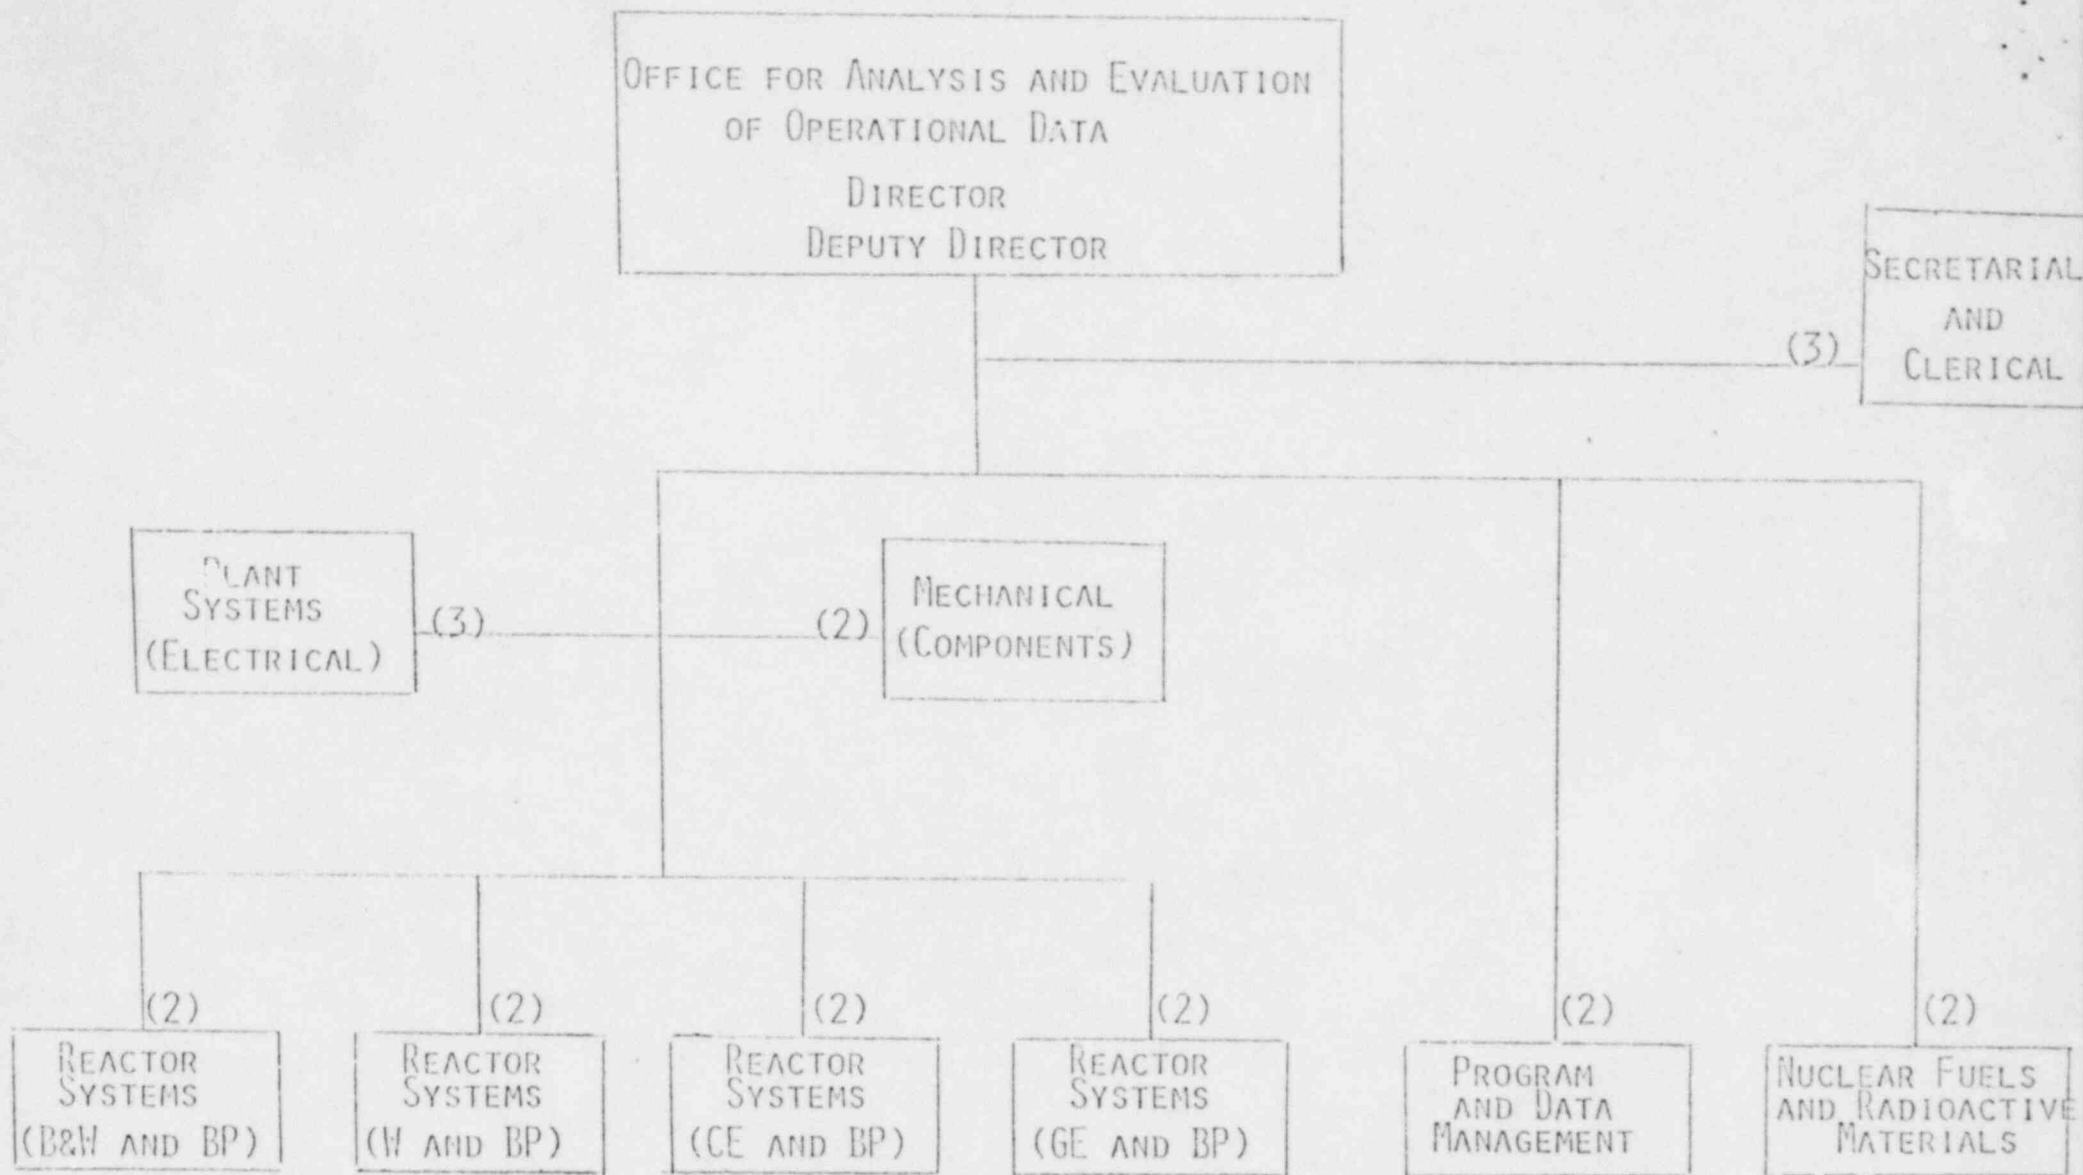 OFFICE FOR ANALYSIS AND EVALUATION
OF OPERATIONAL DATA
DIRECTOR
DEPUTY DIRECTOR
SECRETARIAL
AND
CLERICAL
(3)
PLANT
SYSTEMS
(ELECTRICAL)
(3)
(2)
MECHANICAL
(COMPONENTS)
(2)
REACTOR
SYSTEMS
(B&W AND BP)
(2)
REACTOR
SYSTEMS
(W AND BP)
(2)
REACTOR
SYSTEMS
(CE AND BP)
(2)
REACTOR
SYSTEMS
(GE AND BP)
(2)
PROGRAM
AND DATA
MANAGEMENT
(2)
NUCLEAR FUELS
AND RADIOACTIVE
MATERIALS